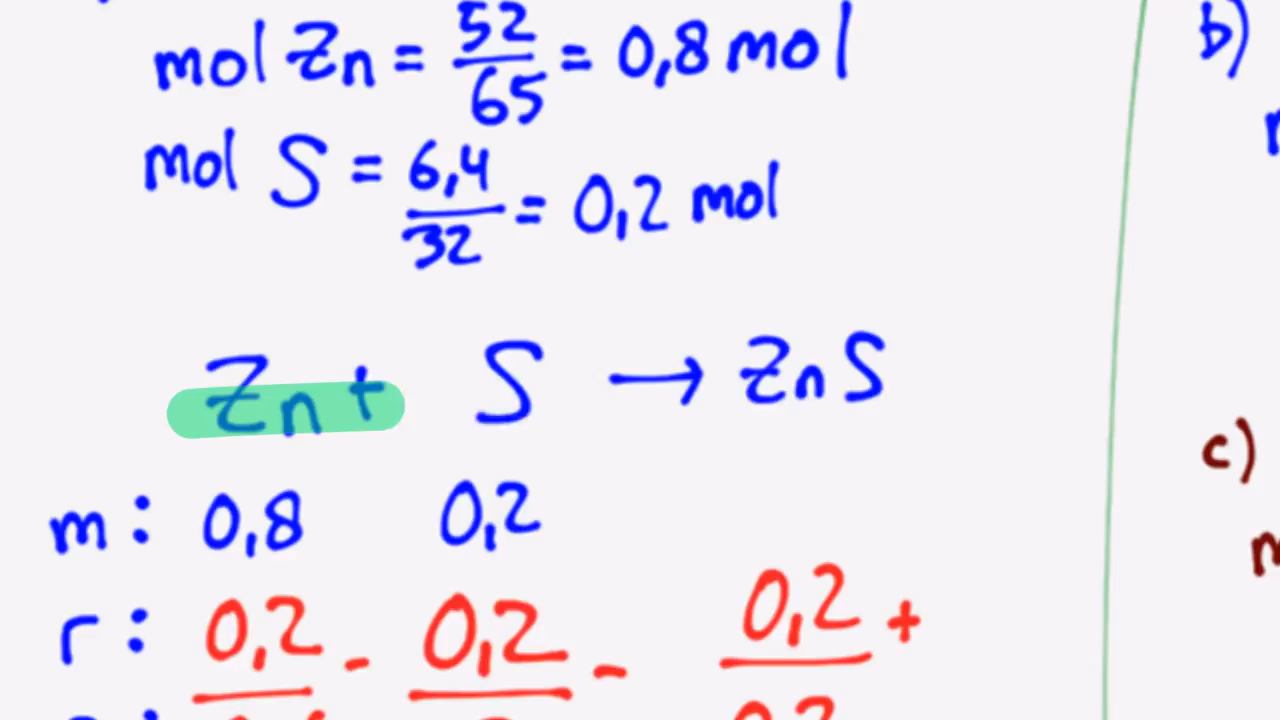 mol Zn = 52/65 = 0,8 mol
mol S = 6,4/32 = 0,2 mol
Zn + S → ZnS
m : 0,8 0,2
r : 0,2 - 0,2 - 0,2 +
b)
c)